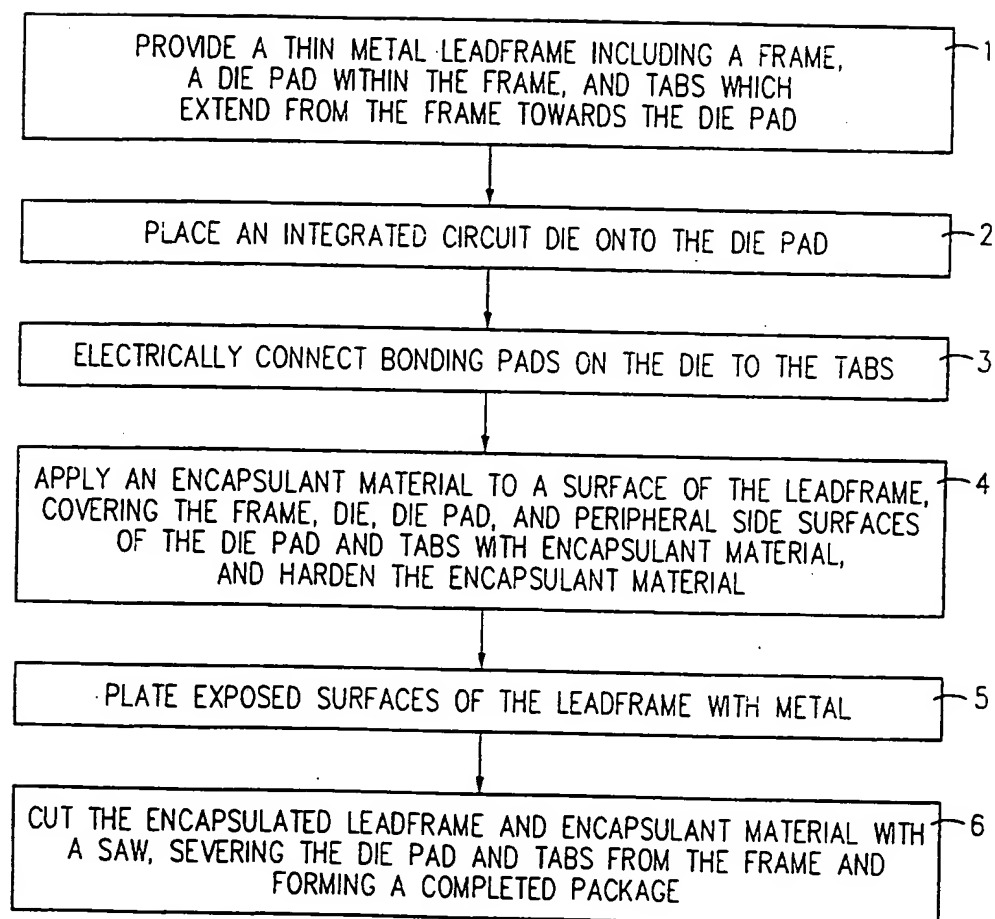 PROVIDE A THIN METAL LEADFRAME INCLUDING A FRAME,
A DIE PAD WITHIN THE FRAME, AND TABS WHICH
EXTEND FROM THE FRAME TOWARDS THE DIE PAD
1
PLACE AN INTEGRATED CIRCUIT DIE ONTO THE DIE PAD
2
ELECTRICALLY CONNECT BONDING PADS ON THE DIE TO THE TABS
3
APPLY AN ENCAPSULANT MATERIAL TO A SURFACE OF THE LEADFRAME,
COVERING THE FRAME, DIE, DIE PAD, AND PERIPHERAL SIDE SURFACES
OF THE DIE PAD AND TABS WITH ENCAPSULANT MATERIAL,
AND HARDEN THE ENCAPSULANT MATERIAL
4
PLATE EXPOSED SURFACES OF THE LEADFRAME WITH METAL
5
CUT THE ENCAPSULATED LEADFRAME AND ENCAPSULANT MATERIAL WITH
A SAW, SEVERING THE DIE PAD AND TABS FROM THE FRAME AND
FORMING A COMPLETED PACKAGE
6